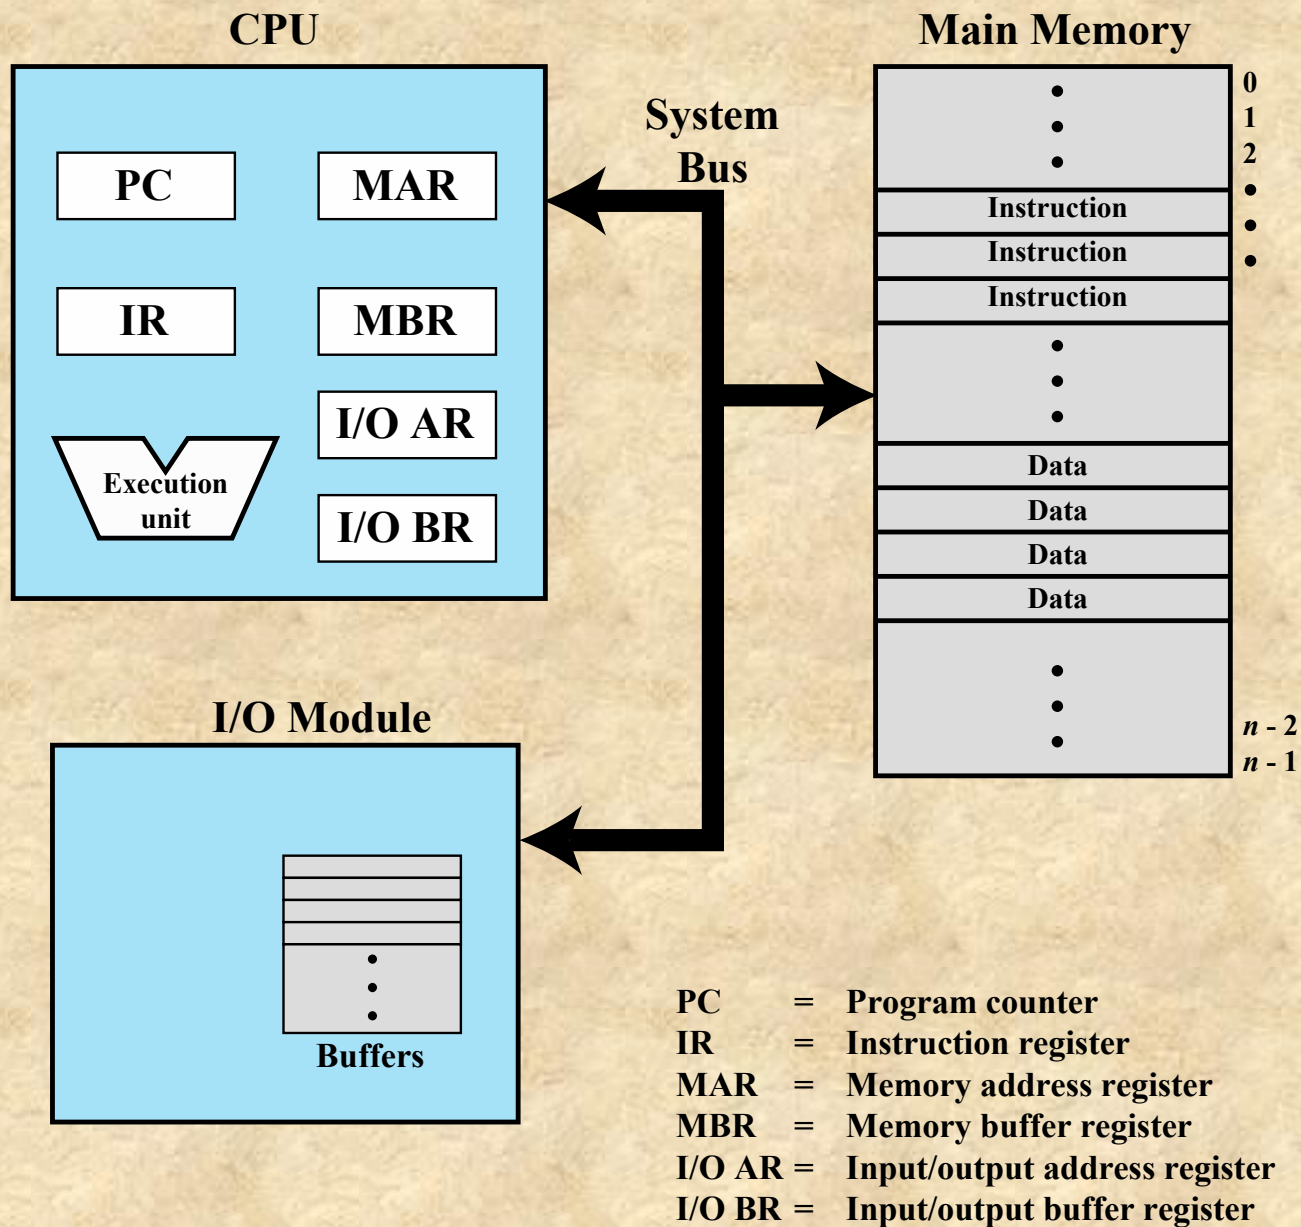 CPU
PC
MAR
IR
MBR
I/O AR
Execution
unit
I/O BR
System
Bus
Main Memory
0
1
2
Instruction
Instruction
Instruction
Data
Data
Data
Data
n - 2
n - 1
I/O Module
Buffers
PC = Program counter
IR = Instruction register
MAR = Memory address register
MBR = Memory buffer register
I/O AR = Input/output address register
I/O BR = Input/output buffer register